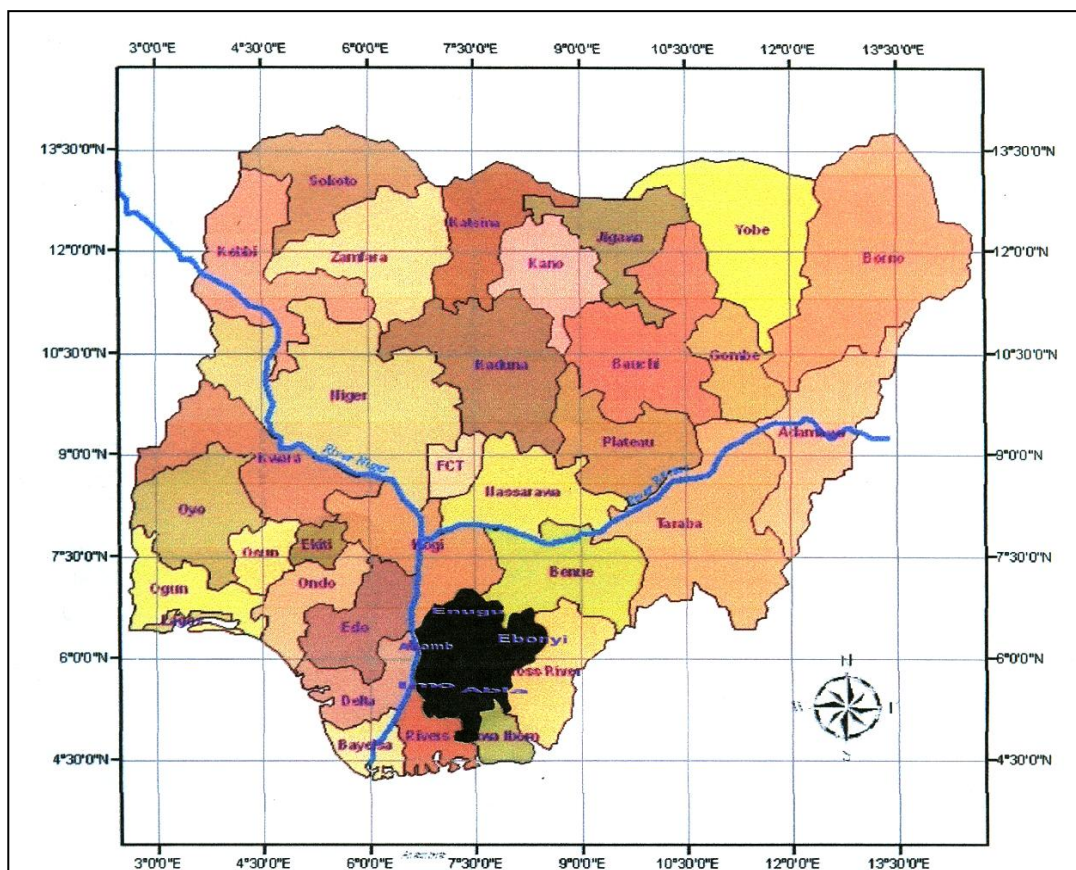 3°0'0"E 4°30'0"E 6°0'0"E 7°30'0"E 9°0'0"E 10°30'0"E 12°0'0"E 13°30'0"E
13°30'0"N 13°30'0"N
Sokoto
Katsina
Yobe
Jigawa
12°0'0"N Kebbi Zamfara Kano Borno 12°0'0"N
10°30'0"N Kaduna Bauchi Gombe 10°30'0"N
Niger
Adamawa
Plateau
9°0'0"N Kwara River Niger FCT 9°0'0"N
Nassarawa
Oyo Taraba
Kogi
7°30'0"N Osun Ekiti Benue 7°30'0"N
Ogun Ondo
Lagos Enugu
Edo Ebonyi
6°0'0"N Anamb 6°0'0"N
oss River
Imo Abia
Delta
N
W
S
Bayelsa Rivers Ibom
4°30'0"N 4°30'0"N
3°0'0"E 4°30'0"E 6°0'0"E 7°30'0"E 9°0'0"E 10°30'0"E 12°0'0"E 13°30'0"E